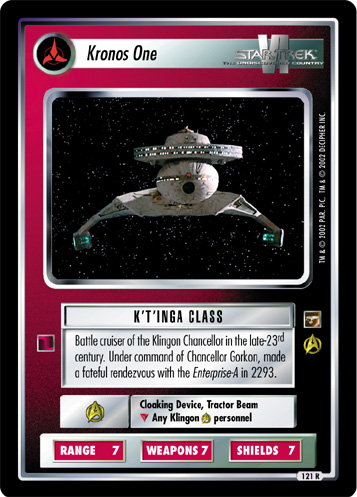 Kronos One
STAR TREK
VI
THE UNDISCOVERED COUNTRY
TM & © 2002 PAR. PIC. TM & © 2002 DECIPHER INC.
K'T'INGA CLASS
Battle cruiser of the Klingon Chancellor in the late-23rd
century. Under command of Chancellor Gorkon, made
a fateful rendezvous with the Enterprise-A in 2293.
Cloaking Device, Tractor Beam
Any Klingon personnel
RANGE 7
WEAPONS 7
SHIELDS 7
121 R